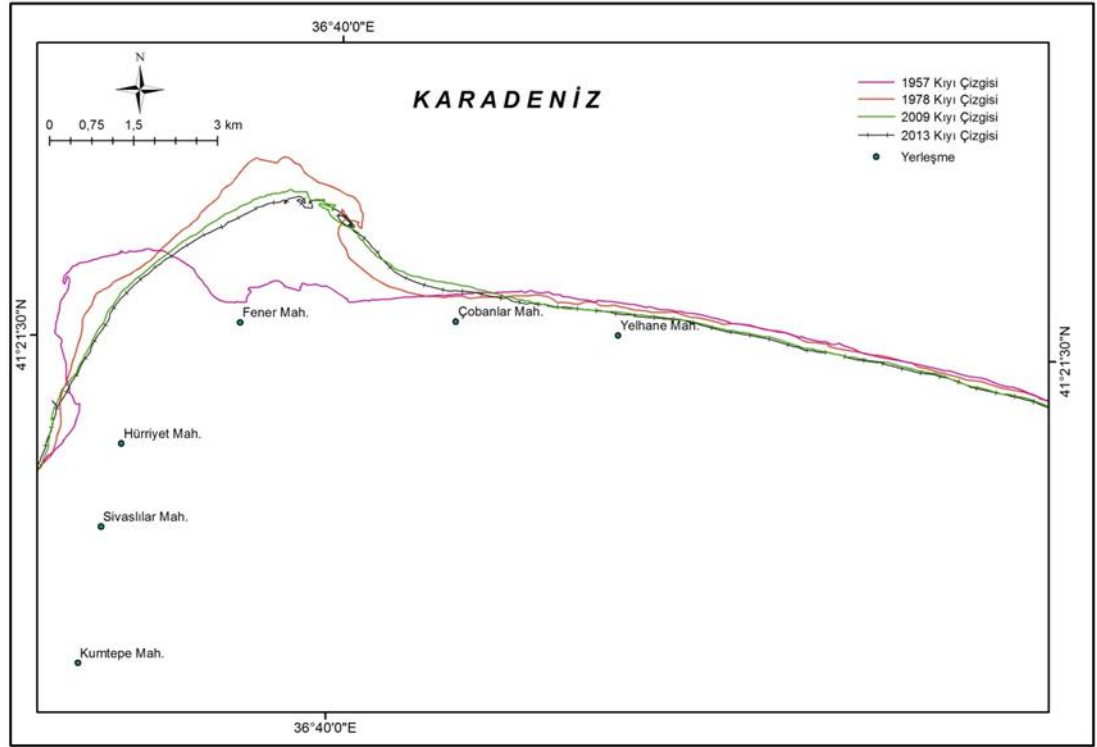 36°40'0"E
N
KARADENİZ
0 0,75 1,5 3 km
1957 Kıyı Çizgisi
1978 Kıyı Çizgisi
2009 Kıyı Çizgisi
2013 Kıyı Çizgisi
Yerleşme
41°21'30"N
41°21'30"N
Fener Mah.
Çobanlar Mah.
Yelhane Mah.
Hürriyet Mah.
Sivaslılar Mah.
Kumtepe Mah.
36°40'0"E